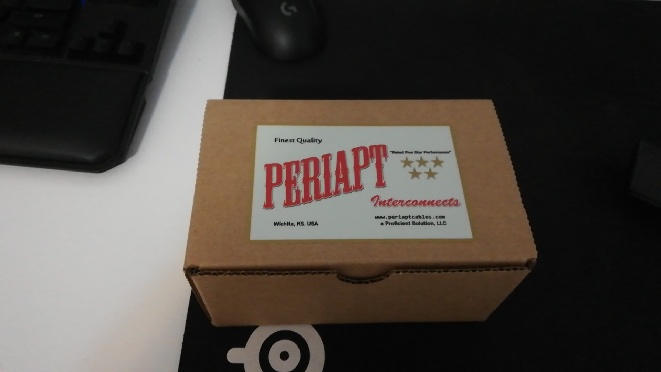 Finest Quality
PERIAPT
"Rated Five Star Performance"
Interconnects
www.periaptcables.com
Wichita, KS. USA
a Proficient Solution, LLC